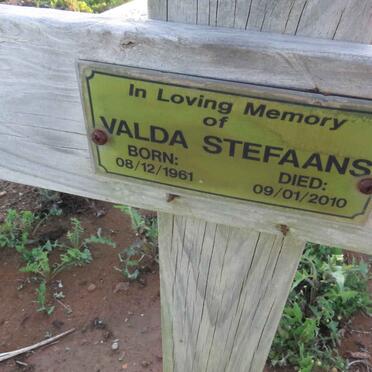 In Loving Memory
of
VALDA STEFAANS
BORN: DIED:
08/12/1961 09/01/2010